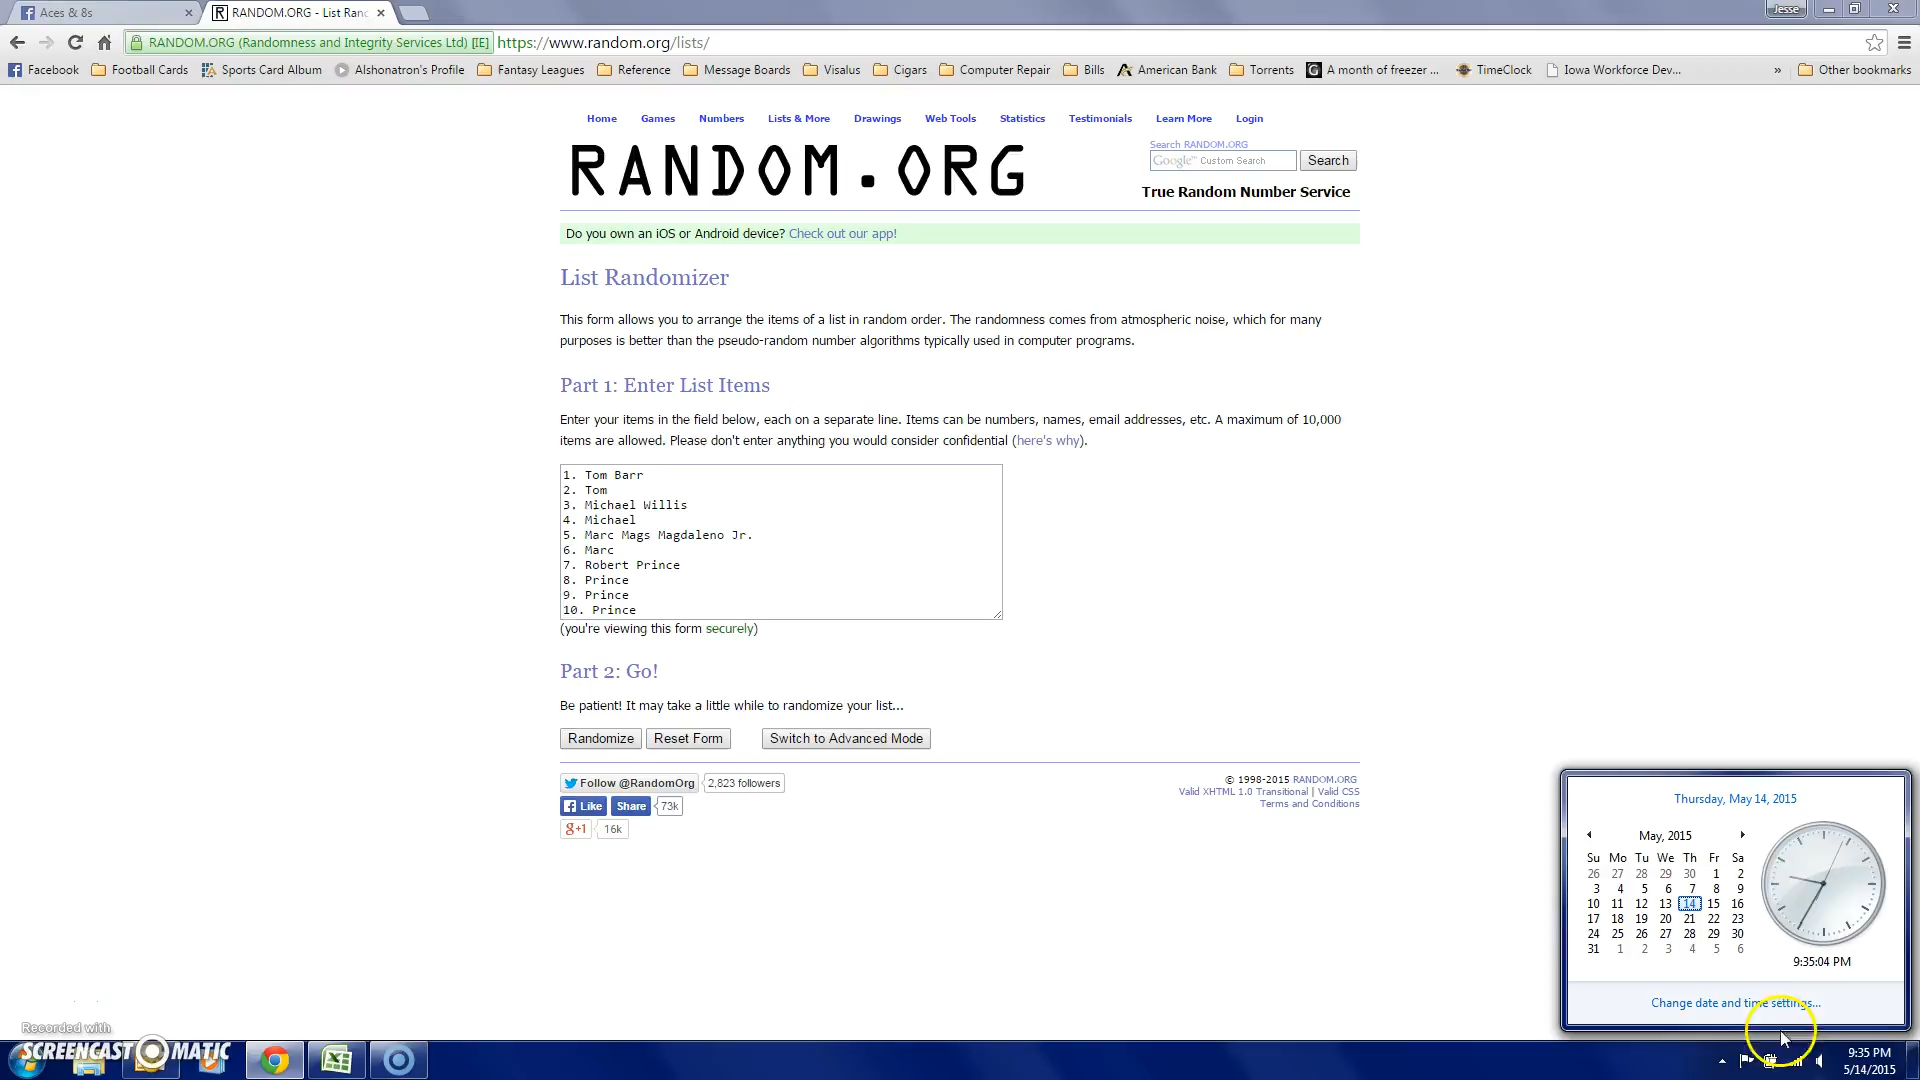 Aces & 8s
RANDOM.ORG - List Ranc
Jesse
RANDOM.ORG (Randomness and Integrity Services Ltd) [IE] https://www.random.org/lists/
Facebook Football Cards Sports Card Album Alshonatron's Profile Fantasy Leagues Reference Message Boards Visalus Cigars Computer Repair Bills American Bank Torrents A month of freezer ... TimeClock Iowa Workforce Dev... » Other bookmarks
Home Games Numbers Lists & More Drawings Web Tools Statistics Testimonials Learn More Login
RANDOM.ORG
Search RANDOM.ORG
Google™ Custom Search Search
True Random Number Service
Do you own an iOS or Android device? Check out our app!
List Randomizer
This form allows you to arrange the items of a list in random order. The randomness comes from atmospheric noise, which for many
purposes is better than the pseudo-random number algorithms typically used in computer programs.
Part 1: Enter List Items
Enter your items in the field below, each on a separate line. Items can be numbers, names, email addresses, etc. A maximum of 10,000
items are allowed. Please don't enter anything you would consider confidential (here's why).
1. Tom Barr
2. Tom
3. Michael Willis
4. Michael
5. Marc Mags Magdaleno Jr.
6. Marc
7. Robert Prince
8. Prince
9. Prince
10. Prince
(you're viewing this form securely)
Part 2: Go!
Be patient! It may take a little while to randomize your list...
Randomize Reset Form Switch to Advanced Mode
Follow @RandomOrg 2,823 followers
Like Share 73k
g+1 16k
© 1998-2015 RANDOM.ORG
Valid XHTML 1.0 Transitional | Valid CSS
Terms and Conditions
Thursday, May 14, 2015
May, 2015
Su Mo Tu We Th Fr Sa
26 27 28 29 30 1 2
3 4 5 6 7 8 9
10 11 12 13 14 15 16
17 18 19 20 21 22 23
24 25 26 27 28 29 30
31 1 2 3 4 5 6
9:35:04 PM
Change date and time settings...
Recorded with
SCREENCAST MATIC
9:35 PM
5/14/2015